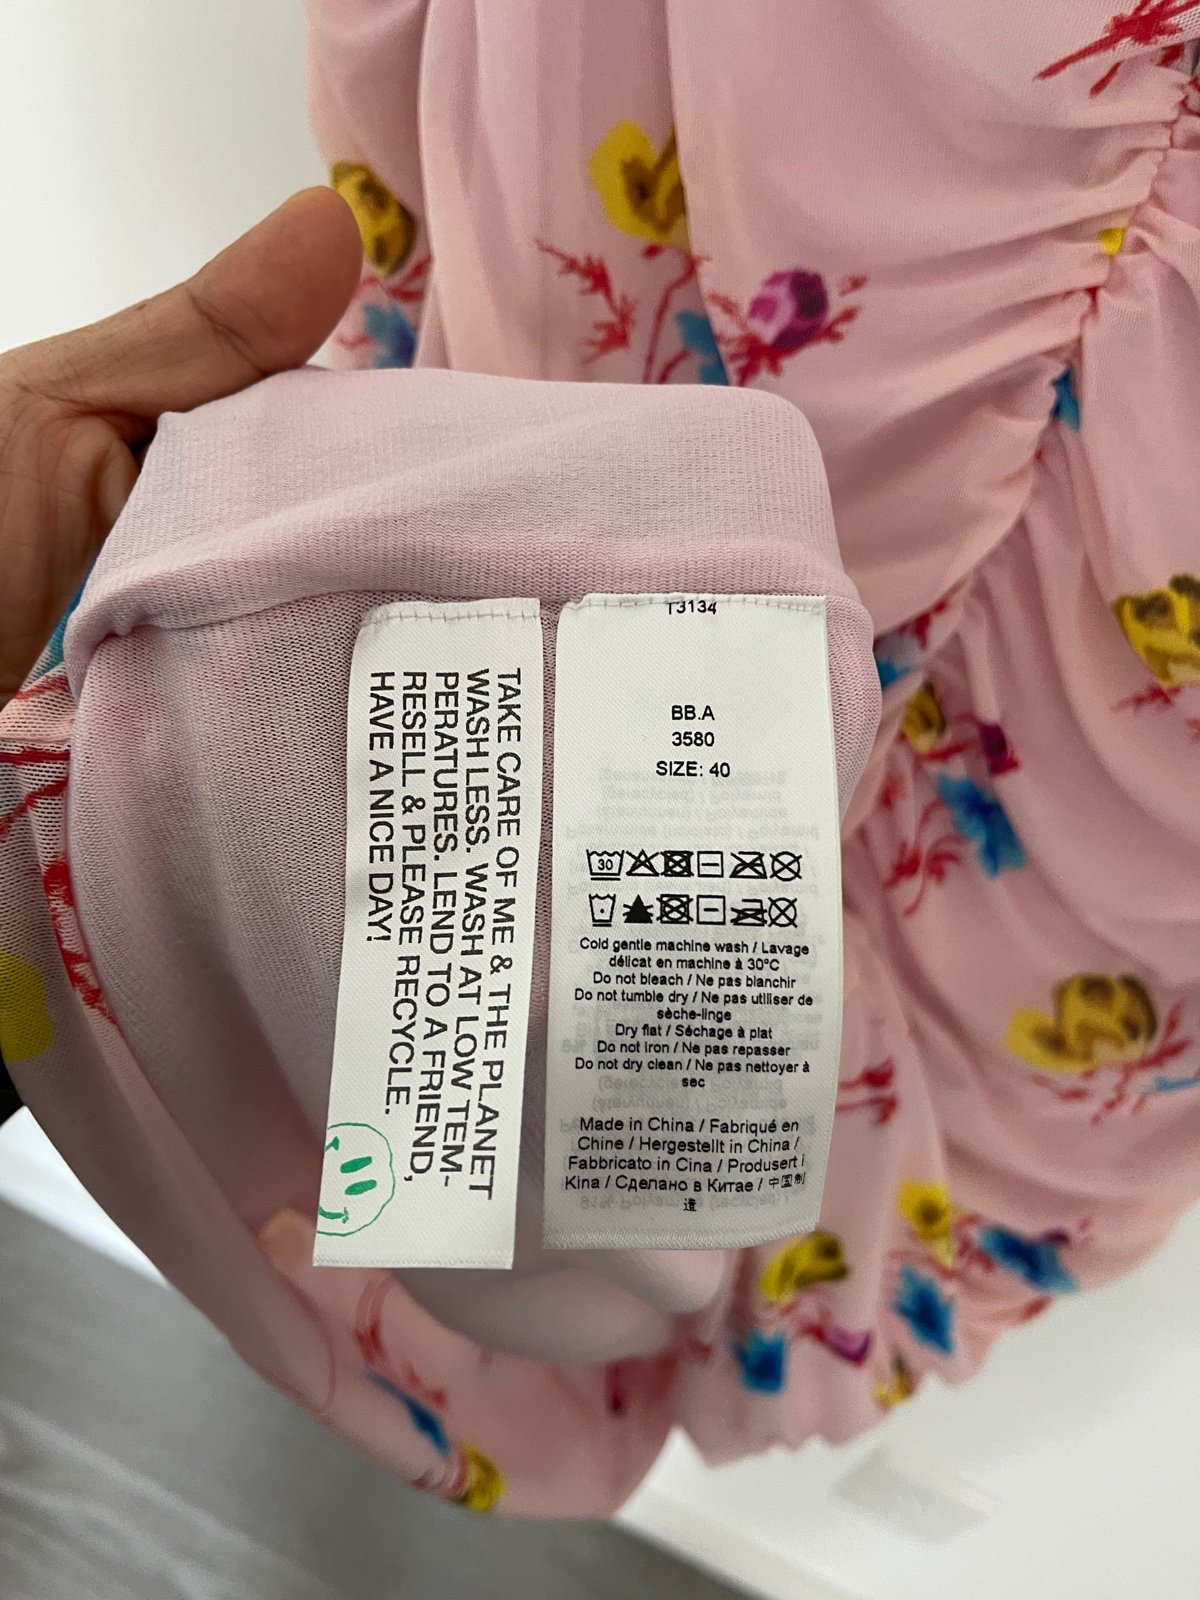 TAKE CARE OF ME & THE PLANET
WASH LESS. WASH AT LOW TEM-
PERATURES. LEND TO A FRIEND,
RESELL & PLEASE RECYCLE.
HAVE A NICE DAY!
T3134
BB.A
3580
SIZE: 40
30
Cold gentle machine wash / Lavage
délicat en machine à 30°C
Do not bleach / Ne pas blanchir
Do not tumble dry / Ne pas utiliser de
sèche-linge
Dry flat / Séchage à plat
Do not iron / Ne pas repasser
Do not dry clean / Ne pas nettoyer à
sec
Made in China / Fabriqué en
Chine / Hergestellt in China /
Fabbricato in Cina / Produsert i
Kina / Сделано в Китае / 中国制
造